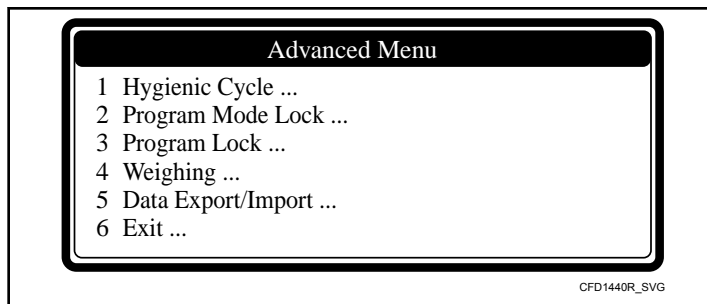 Advanced Menu
1 Hygienic Cycle ...
2 Program Mode Lock ...
3 Program Lock ...
4 Weighing ...
5 Data Export/Import ...
6 Exit ...
CFD1440R_SVG